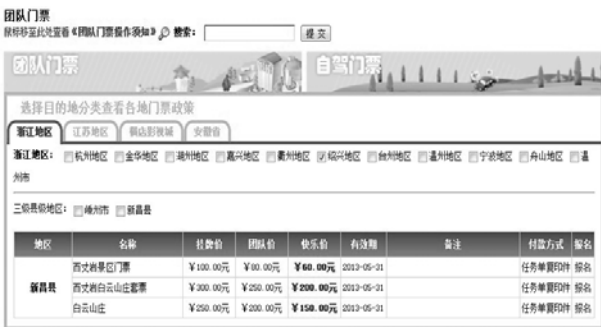 团队门票
鼠标移至此处查看《团队门票操作须知》 搜索： 提 交
团队门票 自驾门票
选择目的地分类查看各地门票政策
浙江地区 江苏地区 横店影视城 安徽省
浙江地区： 杭州地区 金华地区 湖州地区 嘉兴地区 衢州地区 绍兴地区 台州地区 温州地区 宁波地区 舟山地区 温
州市
三级县级地区： 嵊州市 新昌县
地区 名称 挂牌价 团队价 快乐价 有效期 备注 付款方式 报名
西丈岩景区门票 ￥100.00元 ￥80.00元 ￥60.00元 2013-05-31 任务单复印件 报名
新昌县 西丈岩白云山庄套票 ￥300.00元 ￥250.00元 ￥200.00元 2013-05-31 任务单复印件 报名
白云山庄 ￥250.00元 ￥200.00元 ￥150.00元 2013-05-31 任务单复印件 报名